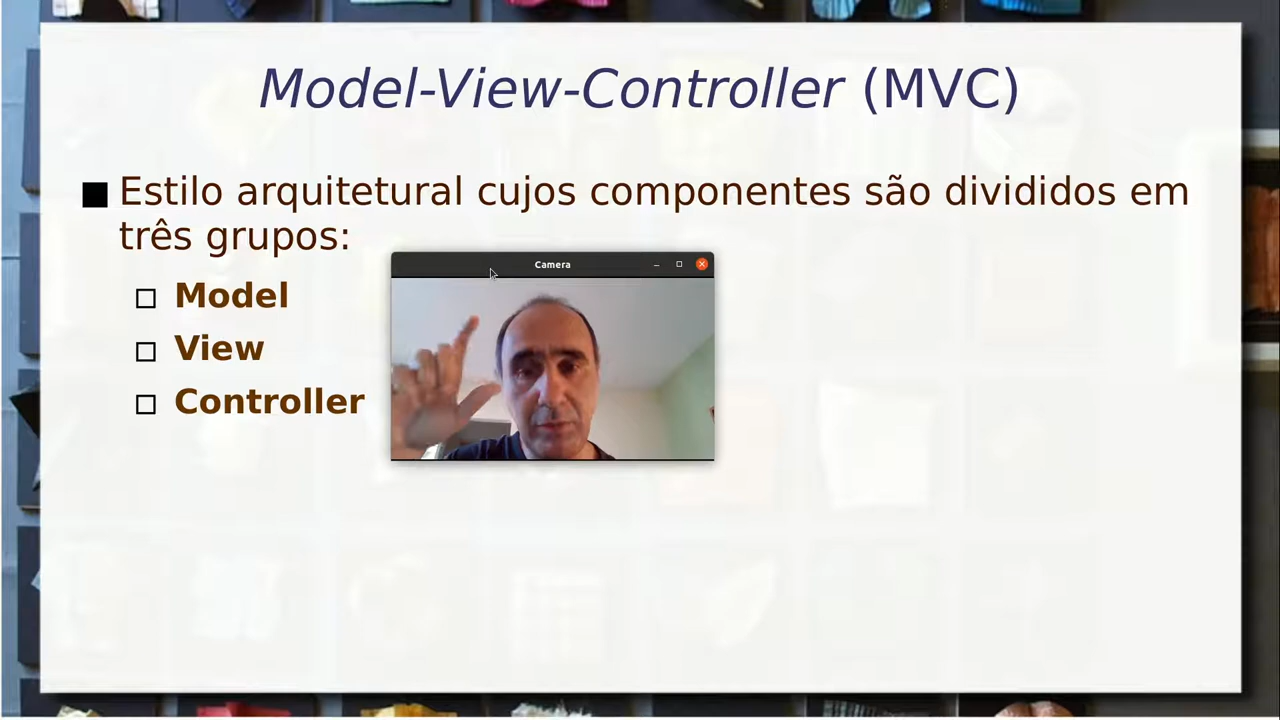 Model-View-Controller (MVC)
Estilo arquitetural cujos componentes são divididos em
três grupos:
Camera
Model
View
Controller